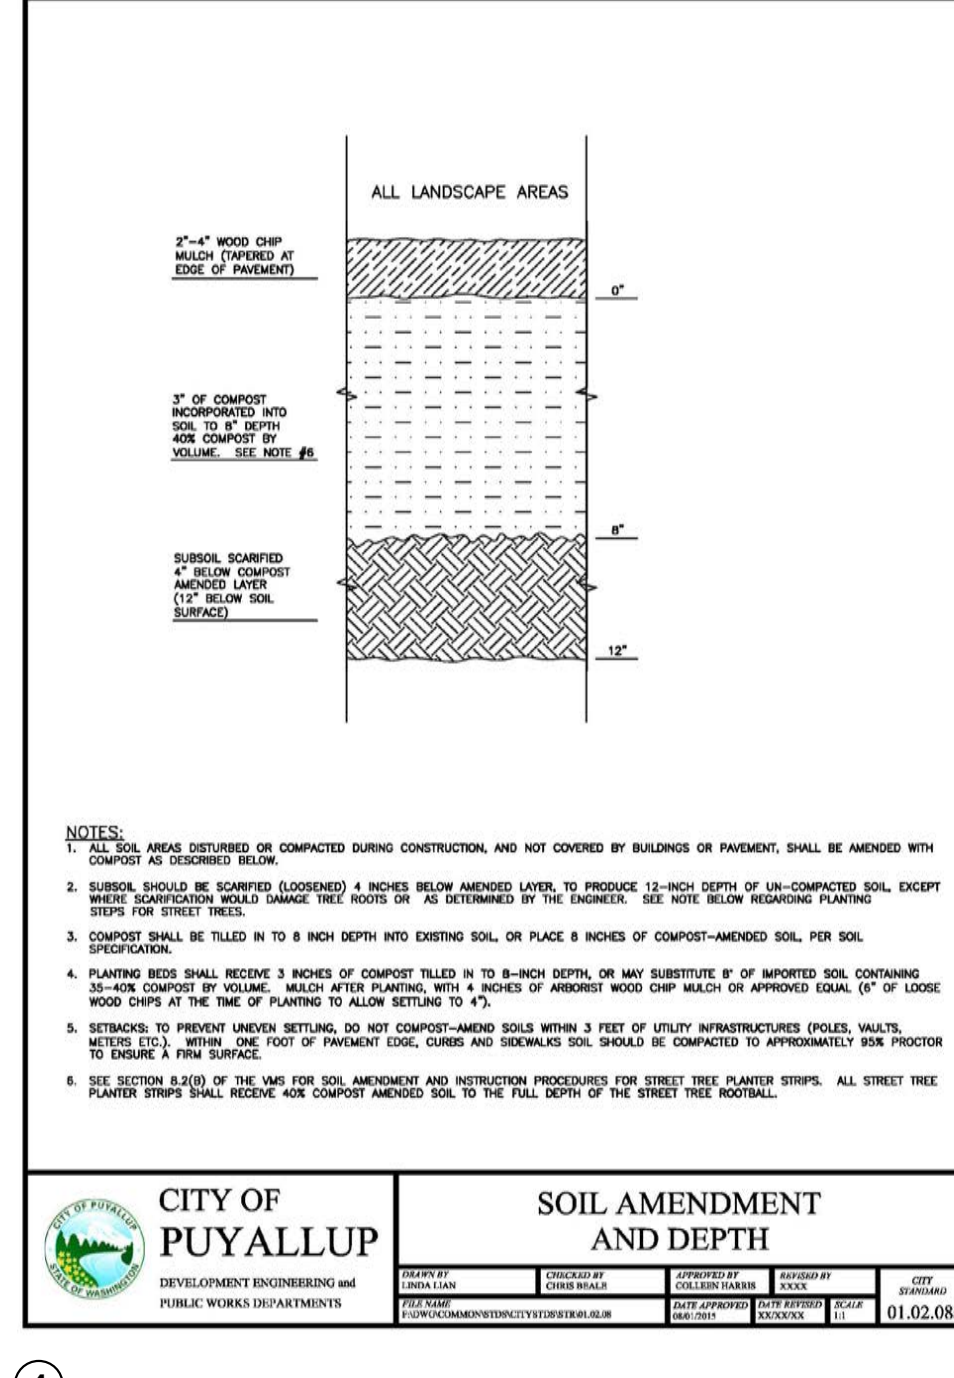 ALL LANDSCAPE AREAS
2"-4" WOOD CHIP
MULCH (TAPERED AT
EDGE OF PAVEMENT)
0"
3" OF COMPOST
INCORPORATED INTO
SOIL TO 8" DEPTH
40% COMPOST BY
VOLUME. SEE NOTE #6
8"
SUBSOIL SCARIFIED
4" BELOW COMPOST
AMENDED LAYER
(12" BELOW SOIL
SURFACE)
12"
NOTES:
1. ALL SOIL AREAS DISTURBED OR COMPACTED DURING CONSTRUCTION, AND NOT COVERED BY BUILDINGS OR PAVEMENT, SHALL BE AMENDED WITH
COMPOST AS DESCRIBED BELOW.
2. SUBSOIL SHOULD BE SCARIFIED (LOOSENED) 4 INCHES BELOW AMENDED LAYER, TO PRODUCE 12-INCH DEPTH OF UN-COMPACTED SOIL, EXCEPT
WHERE SCARIFICATION WOULD DAMAGE TREE ROOTS OR AS DETERMINED BY THE ENGINEER. SEE NOTE BELOW REGARDING PLANTING
STEPS FOR STREET TREES.
3. COMPOST SHALL BE TILLED IN TO 8 INCH DEPTH INTO EXISTING SOIL, OR PLACE 8 INCHES OF COMPOST-AMENDED SOIL, PER SOIL
SPECIFICATION.
4. PLANTING BEDS SHALL RECEIVE 3 INCHES OF COMPOST TILLED IN TO 8-INCH DEPTH, OR MAY SUBSTITUTE 8" OF IMPORTED SOIL CONTAINING
35-40% COMPOST BY VOLUME. MULCH AFTER PLANTING, WITH 4 INCHES OF ARBORIST WOOD CHIP MULCH OR APPROVED EQUAL (6" OF LOOSE
WOOD CHIPS AT THE TIME OF PLANTING TO ALLOW SETTLING TO 4").
5. SETBACKS: TO PREVENT UNEVEN SETTLING, DO NOT COMPOST-AMEND SOILS WITHIN 3 FEET OF UTILITY INFRASTRUCTURES (POLES, VAULTS,
METERS ETC.). WITHIN ONE FOOT OF PAVEMENT EDGE, CURBS AND SIDEWALKS SOIL SHOULD BE COMPACTED TO APPROXIMATELY 95% PROCTOR
TO ENSURE A FIRM SURFACE.
6. SEE SECTION 8.2(B) OF THE VMS FOR SOIL AMENDMENT AND INSTRUCTION PROCEDURES FOR STREET TREE PLANTER STRIPS. ALL STREET TREE
PLANTER STRIPS SHALL RECEIVE 40% COMPOST AMENDED SOIL TO THE FULL DEPTH OF THE STREET TREE ROOTBALL.
CITY OF PUYALLUP
STATE OF WASHINGTON
CITY OF
PUYALLUP
DEVELOPMENT ENGINEERING and
PUBLIC WORKS DEPARTMENTS
SOIL AMENDMENT
AND DEPTH
DRAWN BY
LINDA LIAN
CHECKED BY
CHRIS BEALE
APPROVED BY
COLLEEN HARRIS
REVISED BY
XXXX
FILE NAME
F:\DWG\COMMON\STDS\CITYSTDS\STR\01.02.08
DATE APPROVED
08/01/2015
DATE REVISED
XX/XX/XX
SCALE
1:1
CITY
STANDARD
01.02.08